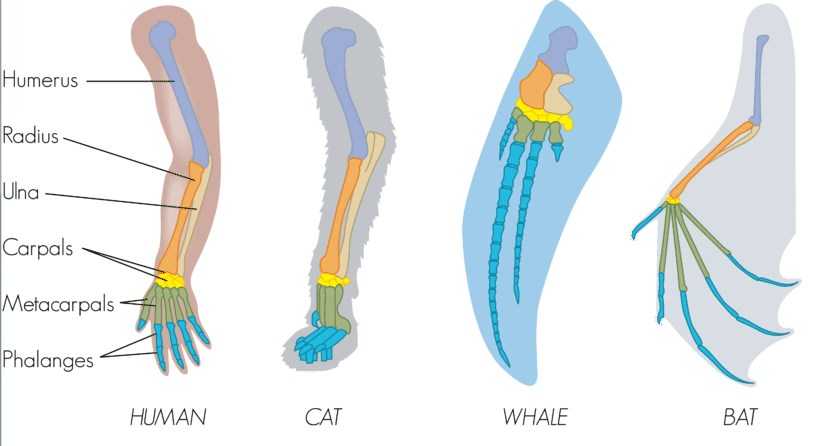 Humerus
Radius
Ulna
Carpals
Metacarpals
Phalanges
HUMAN CAT WHALE BAT